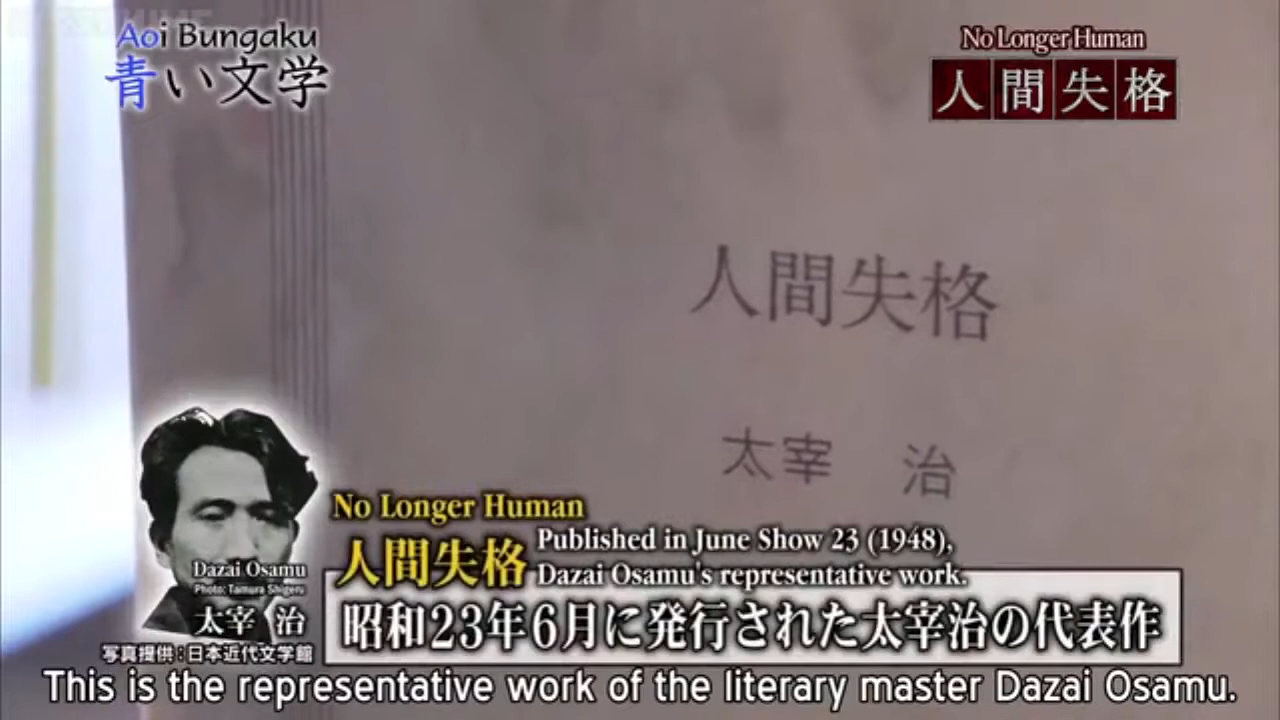 Aoi Bungaku
青い文学
No Longer Human
人間失格
人間失格
太宰 治
No Longer Human
人間失格
Published in June Show 23 (1948),
Dazai Osamu's representative work.
昭和23年6月に発行された太宰治の代表作
Dazai Osamu
Photo: Tamura Shigeru
太宰 治
写真提供:日本近代文学館
This is the representative work of the literary master Dazai Osamu.